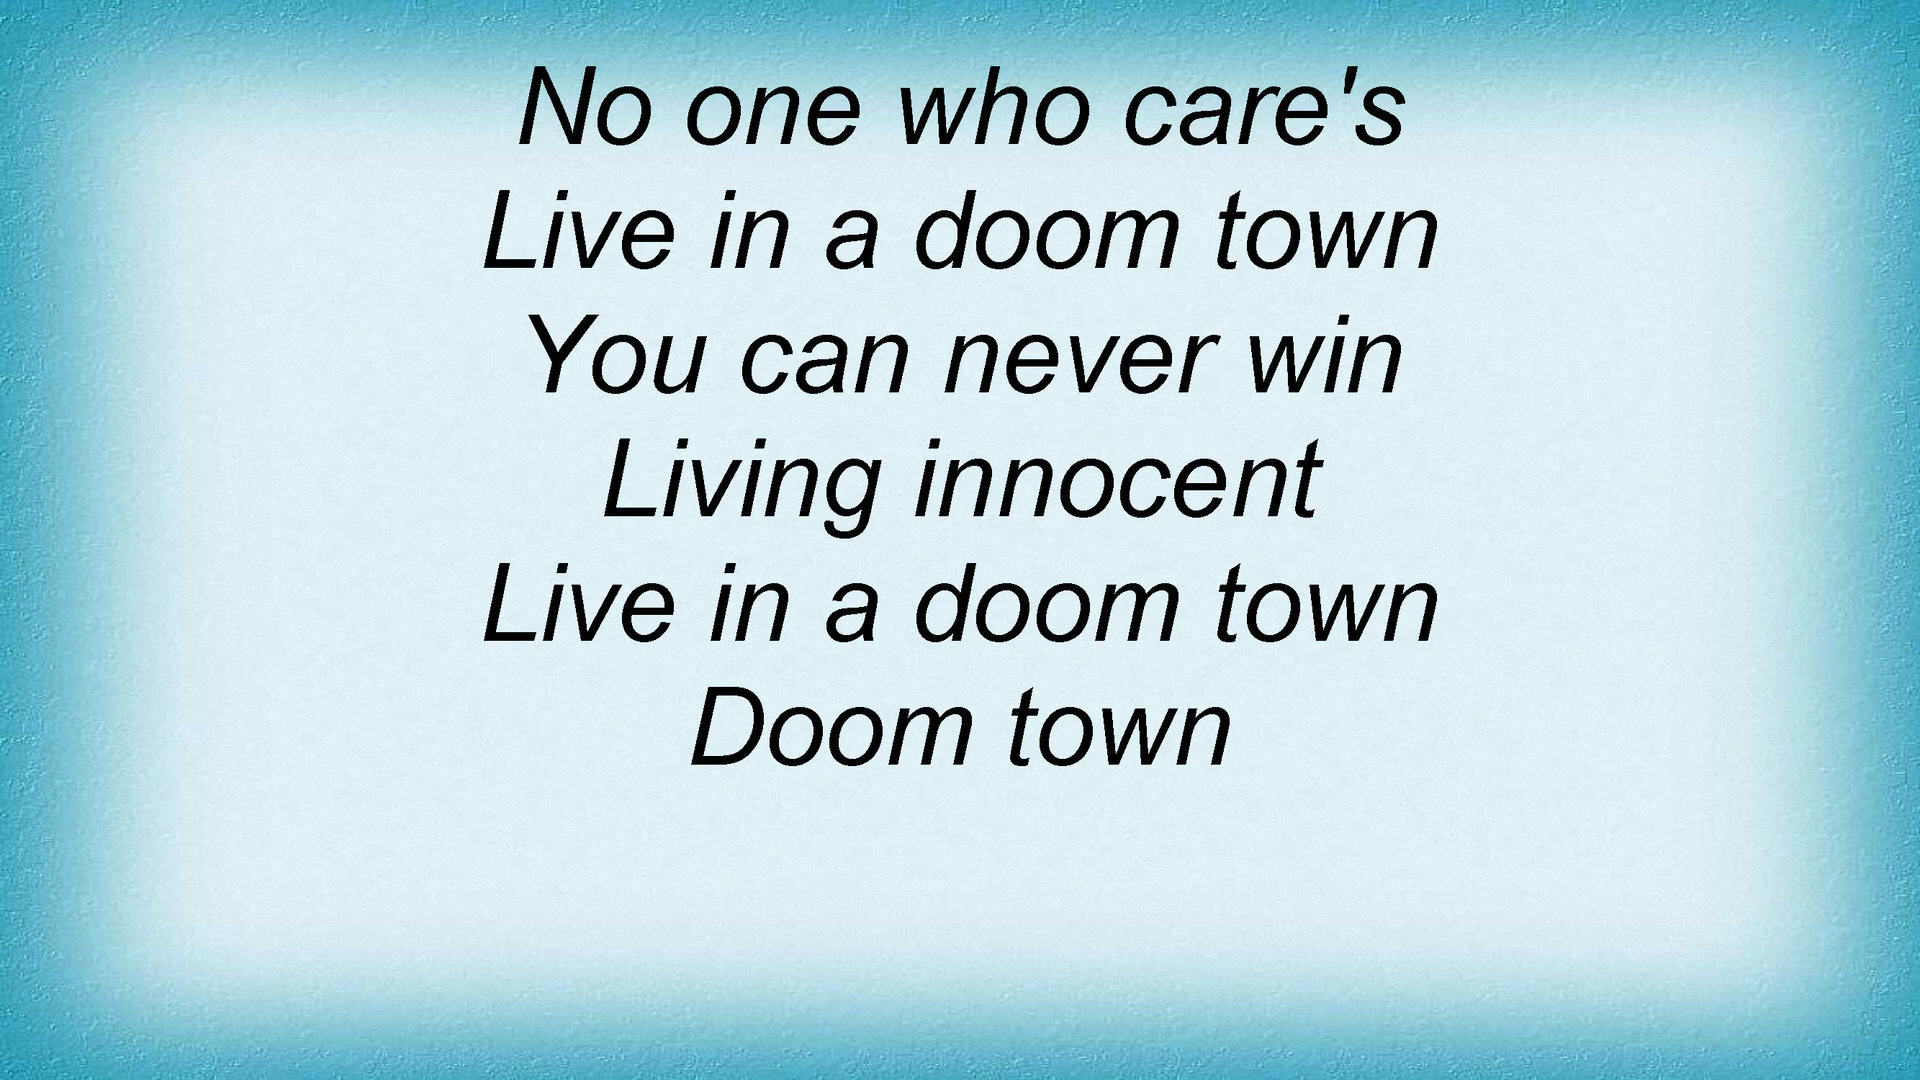 No one who care's
Live in a doom town
You can never win
Living innocent
Live in a doom town
Doom town